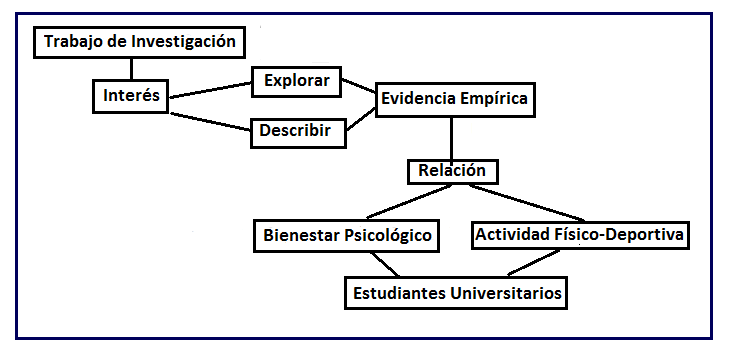 Trabajo de Investigación
Interés
Explorar
Describir
Evidencia Empírica
Relación
Bienestar Psicológico
Actividad Físico-Deportiva
Estudiantes Universitarios